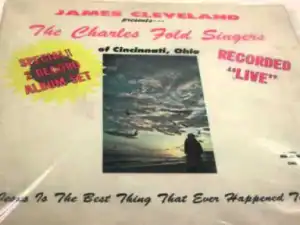 JAMES CLEVELAND
presents---
The Charles Fold Singers
of Cincinnati, Ohio
SPECIAL!!
2 RECORD
ALBUM SET
RECORDED
"LIVE"
Jesus Is The Best Thing That Ever Happened